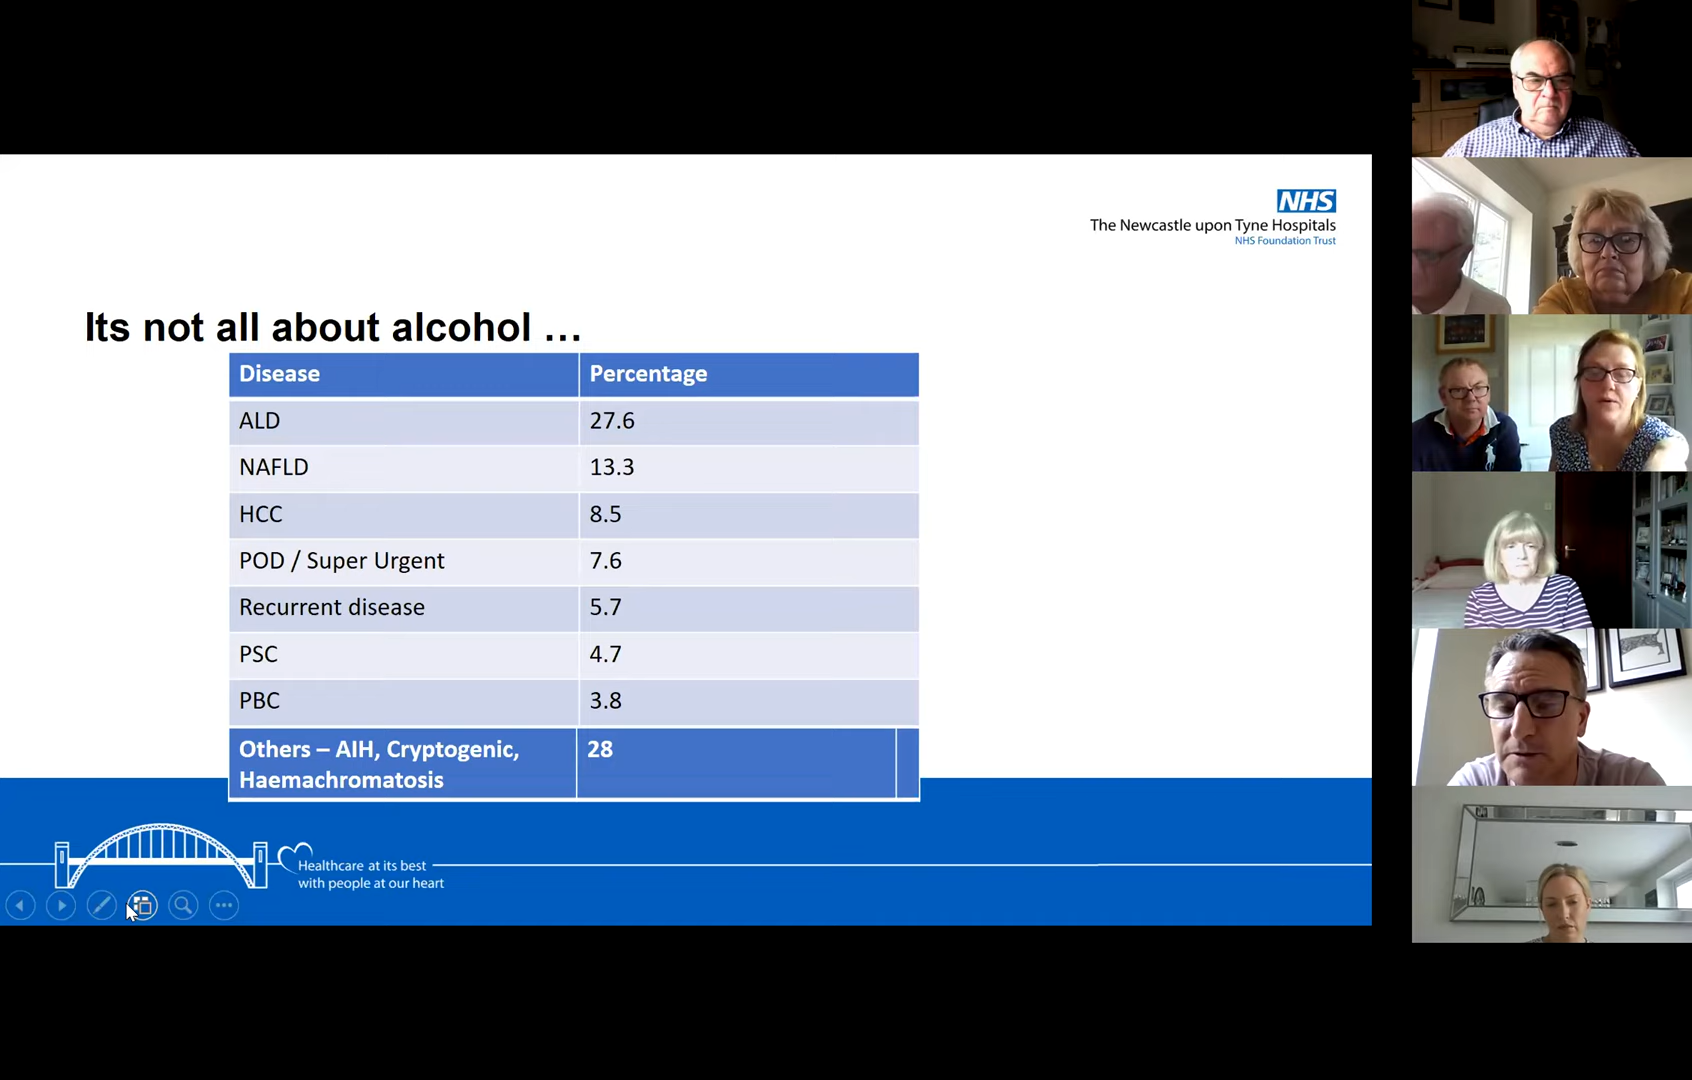 NHS
The Newcastle upon Tyne Hospitals
NHS Foundation Trust
Its not all about alcohol ...
Disease Percentage
ALD 27.6
NAFLD 13.3
HCC 8.5
POD / Super Urgent 7.6
Recurrent disease 5.7
PSC 4.7
PBC 3.8
Others – AIH, Cryptogenic, 28
Haemachromatosis
Healthcare at its best
with people at our heart